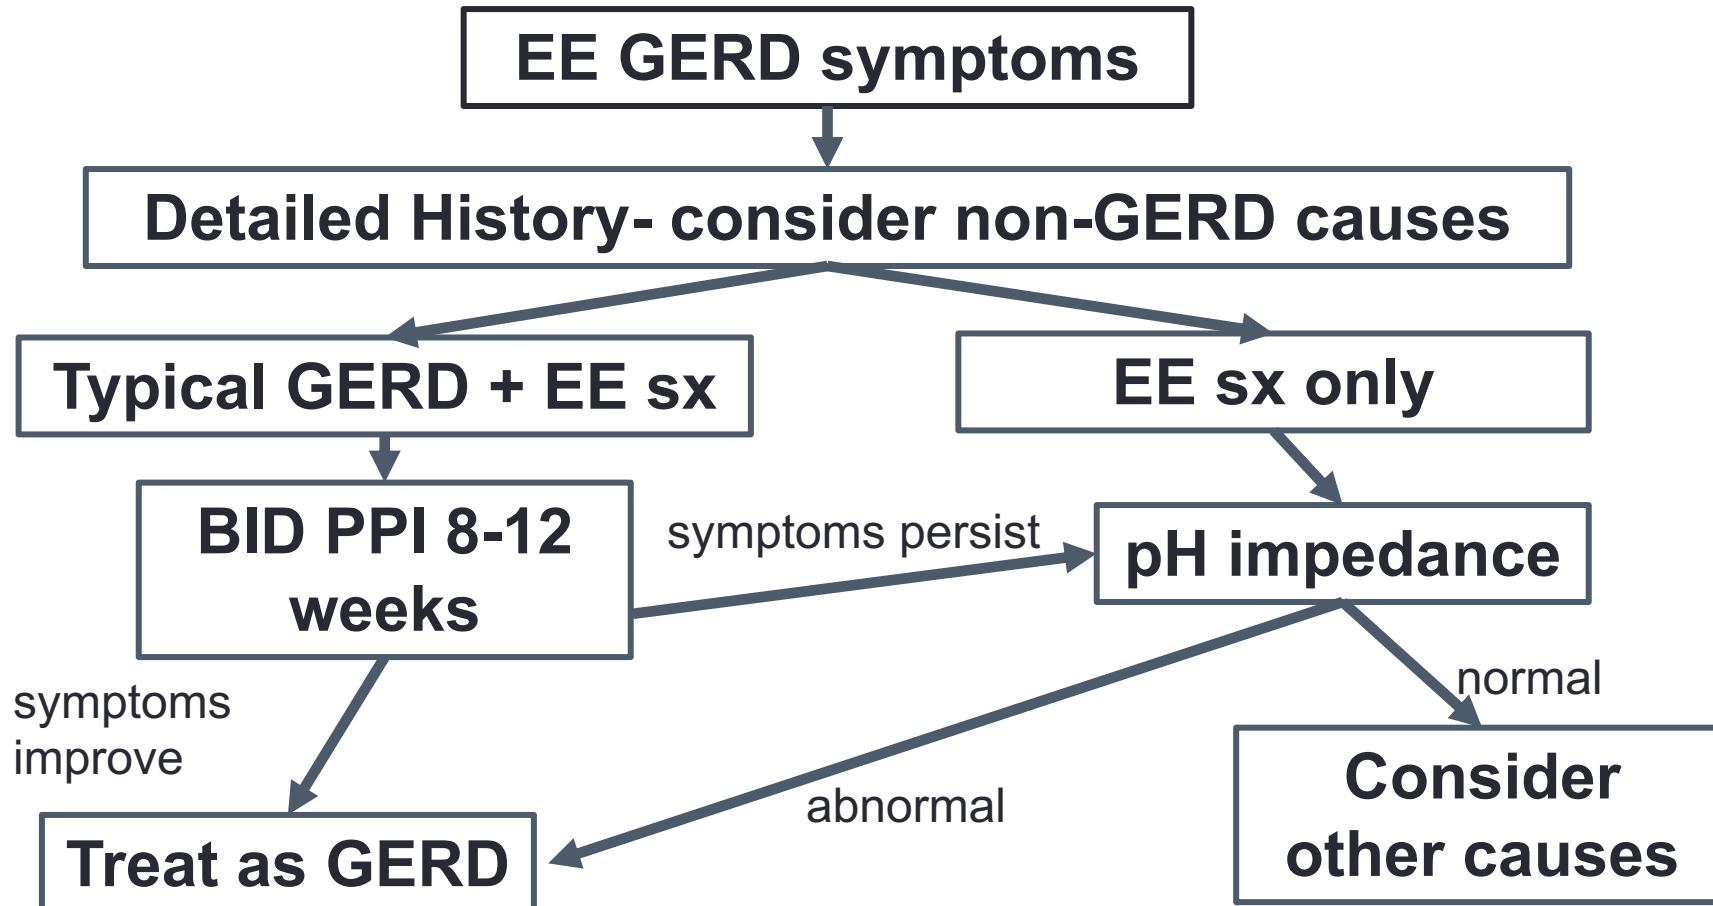 EE GERD symptoms
Detailed History- consider non-GERD causes
Typical GERD + EE sx
EE sx only
BID PPI 8-12
weeks
symptoms persist
pH impedance
symptoms
improve
normal
abnormal
Treat as GERD
Consider
other causes